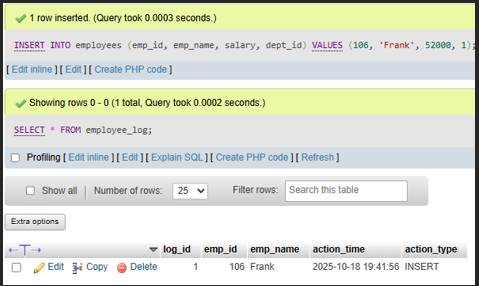 1 row inserted. (Query took 0.0003 seconds.)
INSERT INTO employees (emp_id, emp_name, salary, dept_id) VALUES (106, 'Frank', 52000, 1);
[ Edit inline ] [ Edit ] [ Create PHP code ]
Showing rows 0 - 0 (1 total, Query took 0.0002 seconds.)
SELECT * FROM employee_log;
Profiling [ Edit inline ] [ Edit ] [ Explain SQL ] [ Create PHP code ] [ Refresh ]
Show all | Number of rows: 25 Filter rows: Search this table
Extra options
←T→ log_id emp_id emp_name action_time action_type
Edit Copy Delete 1 106 Frank 2025-10-18 19:41:56 INSERT